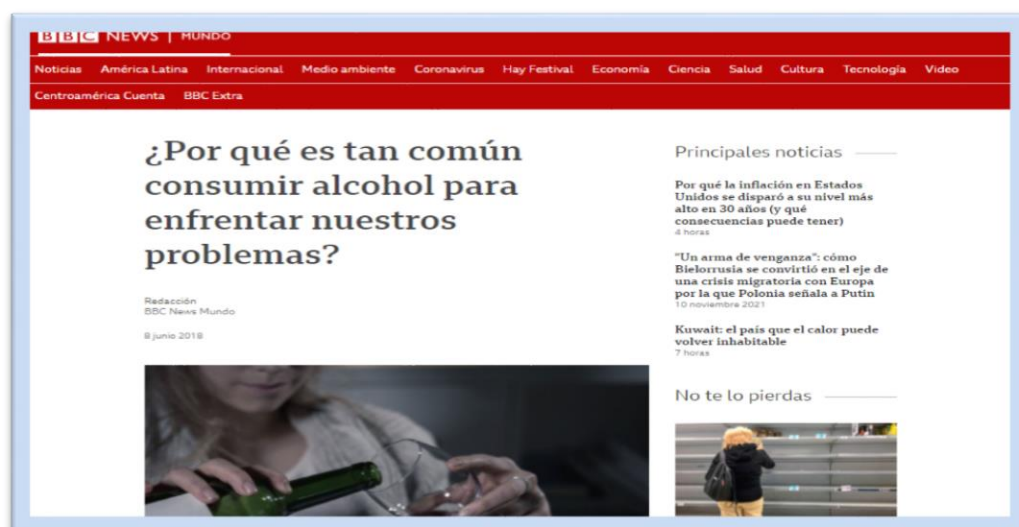 BBC NEWS | MUNDO
Noticias América Latina Internacional Medio ambiente Coronavirus Hay Festival Economía Ciencia Salud Cultura Tecnología Video
Centroamérica Cuenta BBC Extra
¿Por qué es tan común
consumir alcohol para
enfrentar nuestros
problemas?
Redacción
BBC News Mundo
8 junio 2018
Principales noticias
Por qué la inflación en Estados
Unidos se disparó a su nivel más
alto en 30 años (y qué
consecuencias puede tener)
4 horas
"Un arma de venganza": cómo
Bielorrusia se convirtió en el eje de
una crisis migratoria con Europa
por la que Polonia señala a Putin
10 noviembre 2021
Kuwait: el país que el calor puede
volver inhabitable
7 horas
No te lo pierdas